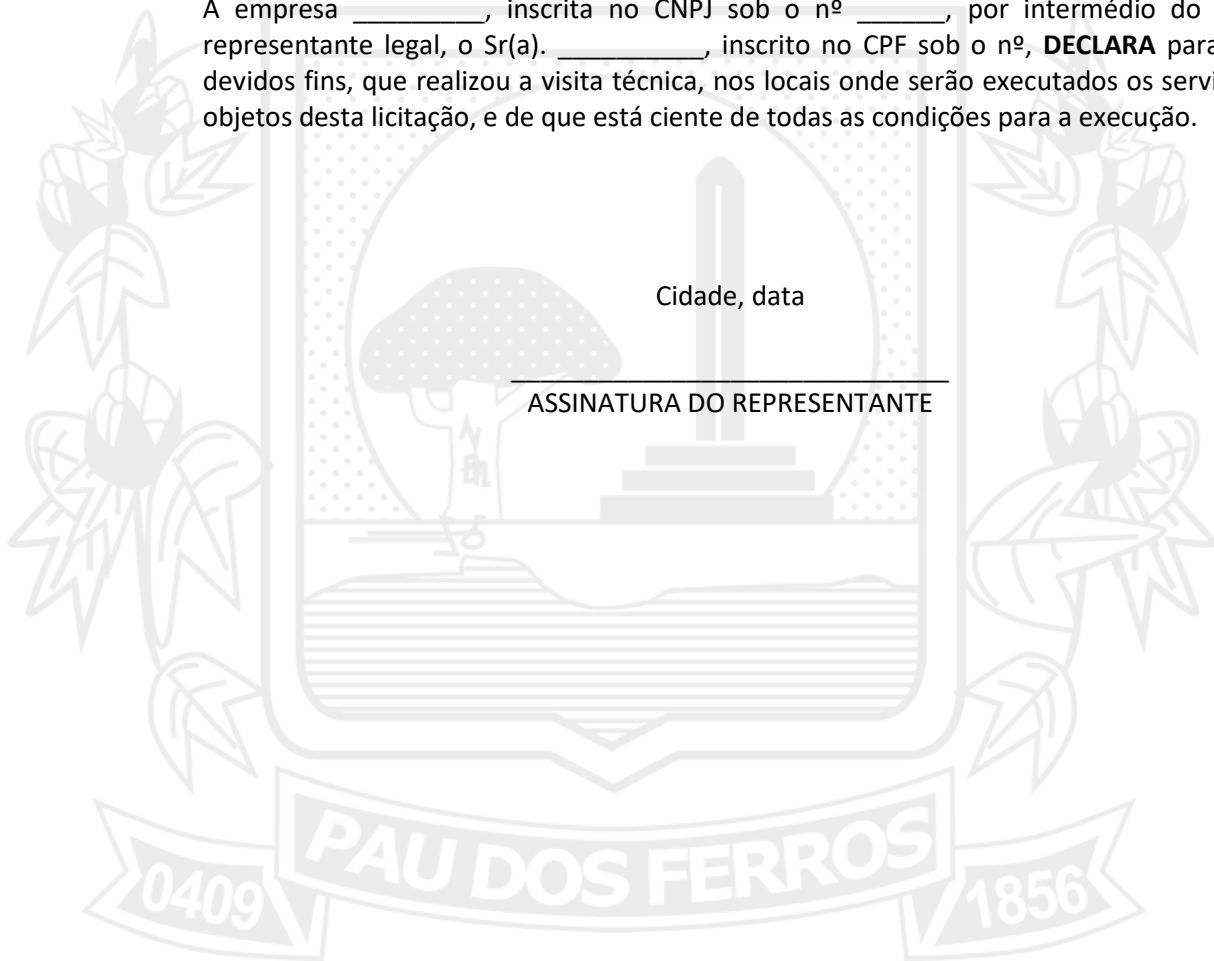 A empresa _________, inscrita no CNPJ sob o nº ______, por intermédio do
representante legal, o Sr(a). __________, inscrito no CPF sob o nº, DECLARA para
devidos fins, que realizou a visita técnica, nos locais onde serão executados os servi
objetos desta licitação, e de que está ciente de todas as condições para a execução.
Cidade, data
______________________________
ASSINATURA DO REPRESENTANTE
PAU DOS FERROS
0409
1856